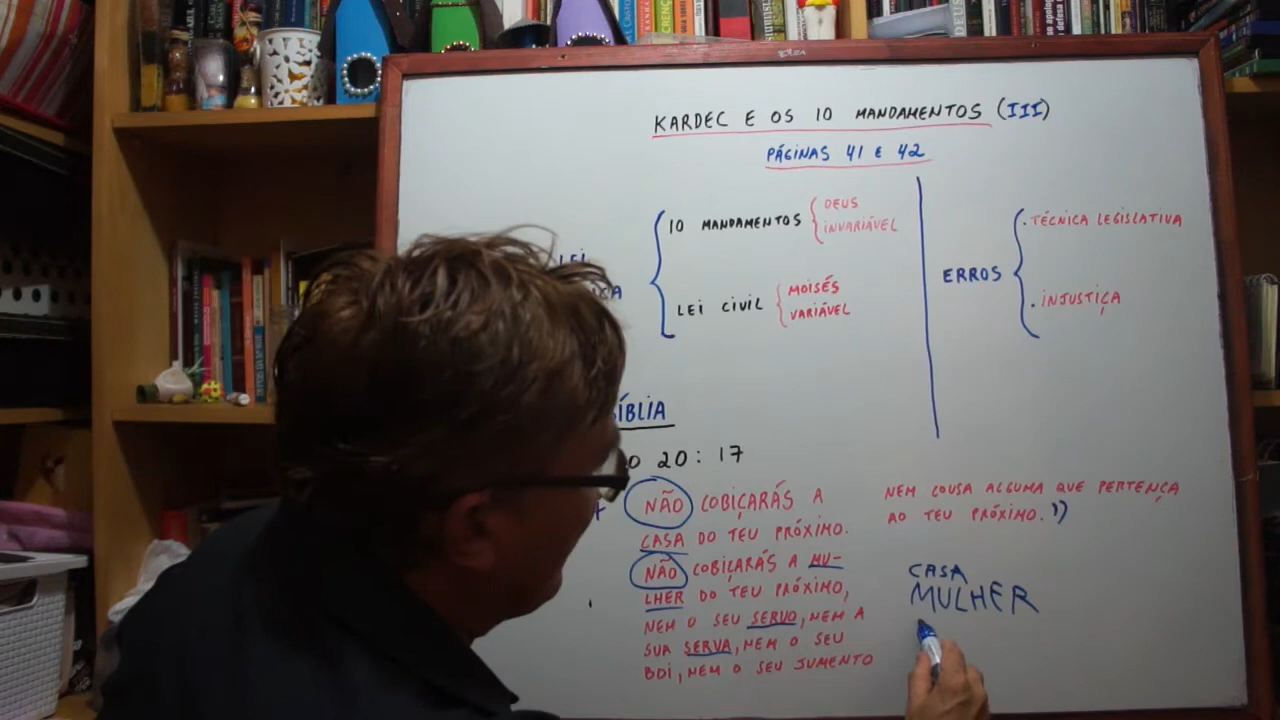 KARDEC E OS 10 MANDAMENTOS (III)
PÁGINAS 41 E 42
10 MANDAMENTOS
DEUS
INVARIÁVEL
LEI CIVIL
MOISÉS
VARIÁVEL
ERROS
. TÉCNICA LEGISLATIVA
. INJUSTIÇA
LEI
BÍBLIA
20:17
NÃO COBIÇARÁS A
CASA DO TEU PRÓXIMO.
NÃO COBIÇARÁS A MU-
LHER DO TEU PRÓXIMO,
NEM O SEU SERVO, NEM A
SUA SERVA, NEM O SEU
BOI, NEM O SEU JUMENTO
NEM COUSA ALGUMA QUE PERTENÇA
AO TEU PRÓXIMO. ))
CASA
MULHER